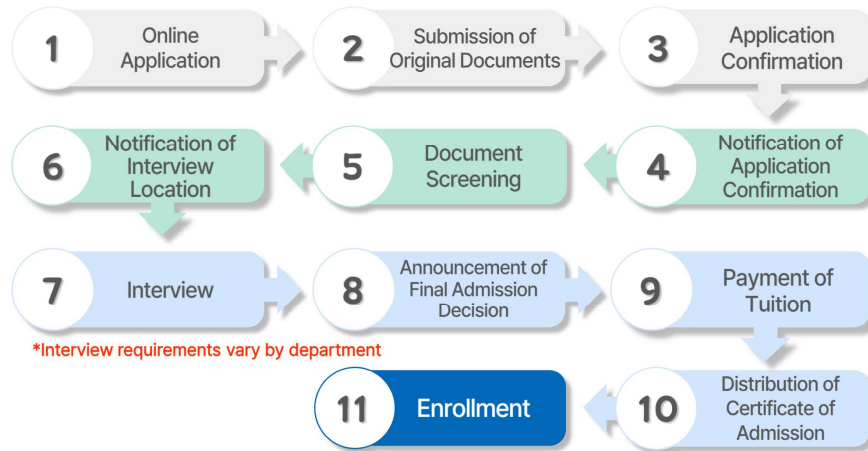 1
Online
Application
2
Submission of
Original Documents
3
Application
Confirmation
4
Notification of
Application
Confirmation
5
Document
Screening
6
Notification of
Interview
Location
7
Interview
8
Announcement of
Final Admission
Decision
9
Payment of
Tuition
*Interview requirements vary by department
10
Distribution of
Certificate of
Admission
11
Enrollment